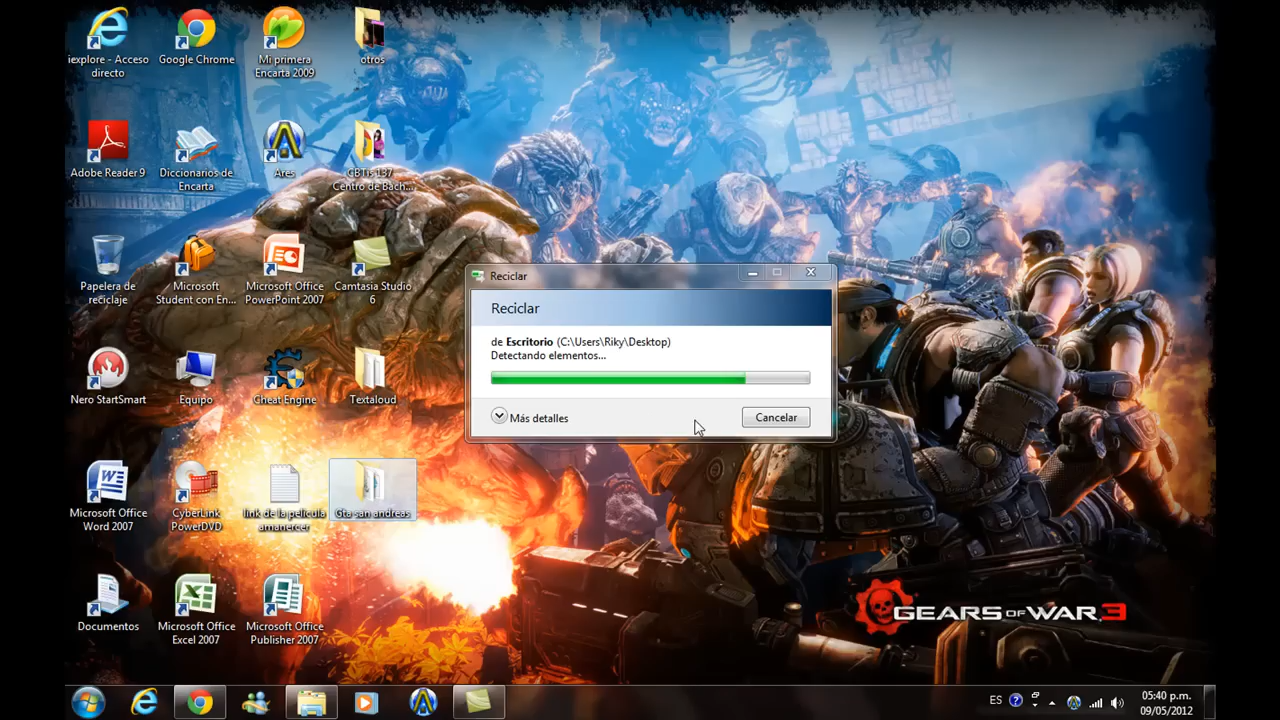 iexplore - Acceso
directo
Google Chrome
Mi primera
Encarta 2009
otros
Adobe Reader 9
Diccionarios de
Encarta
Ares
CBTis 137
Centro de Bach...
Papelera de
reciclaje
Microsoft
Student con En...
Microsoft Office
PowerPoint 2007
Camtasia Studio
6
Nero StartSmart
Equipo
Cheat Engine
Textaloud
Microsoft Office
Word 2007
CyberLink
PowerDVD
link de la pelicula
amanercer
Gta san andreas
Documentos
Microsoft Office
Excel 2007
Microsoft Office
Publisher 2007
Reciclar
Reciclar
de Escritorio (C:\Users\Riky\Desktop)
Detectando elementos...
Más detalles
Cancelar
GEARS OF WAR 3
ES
05:40 p.m.
09/05/2012